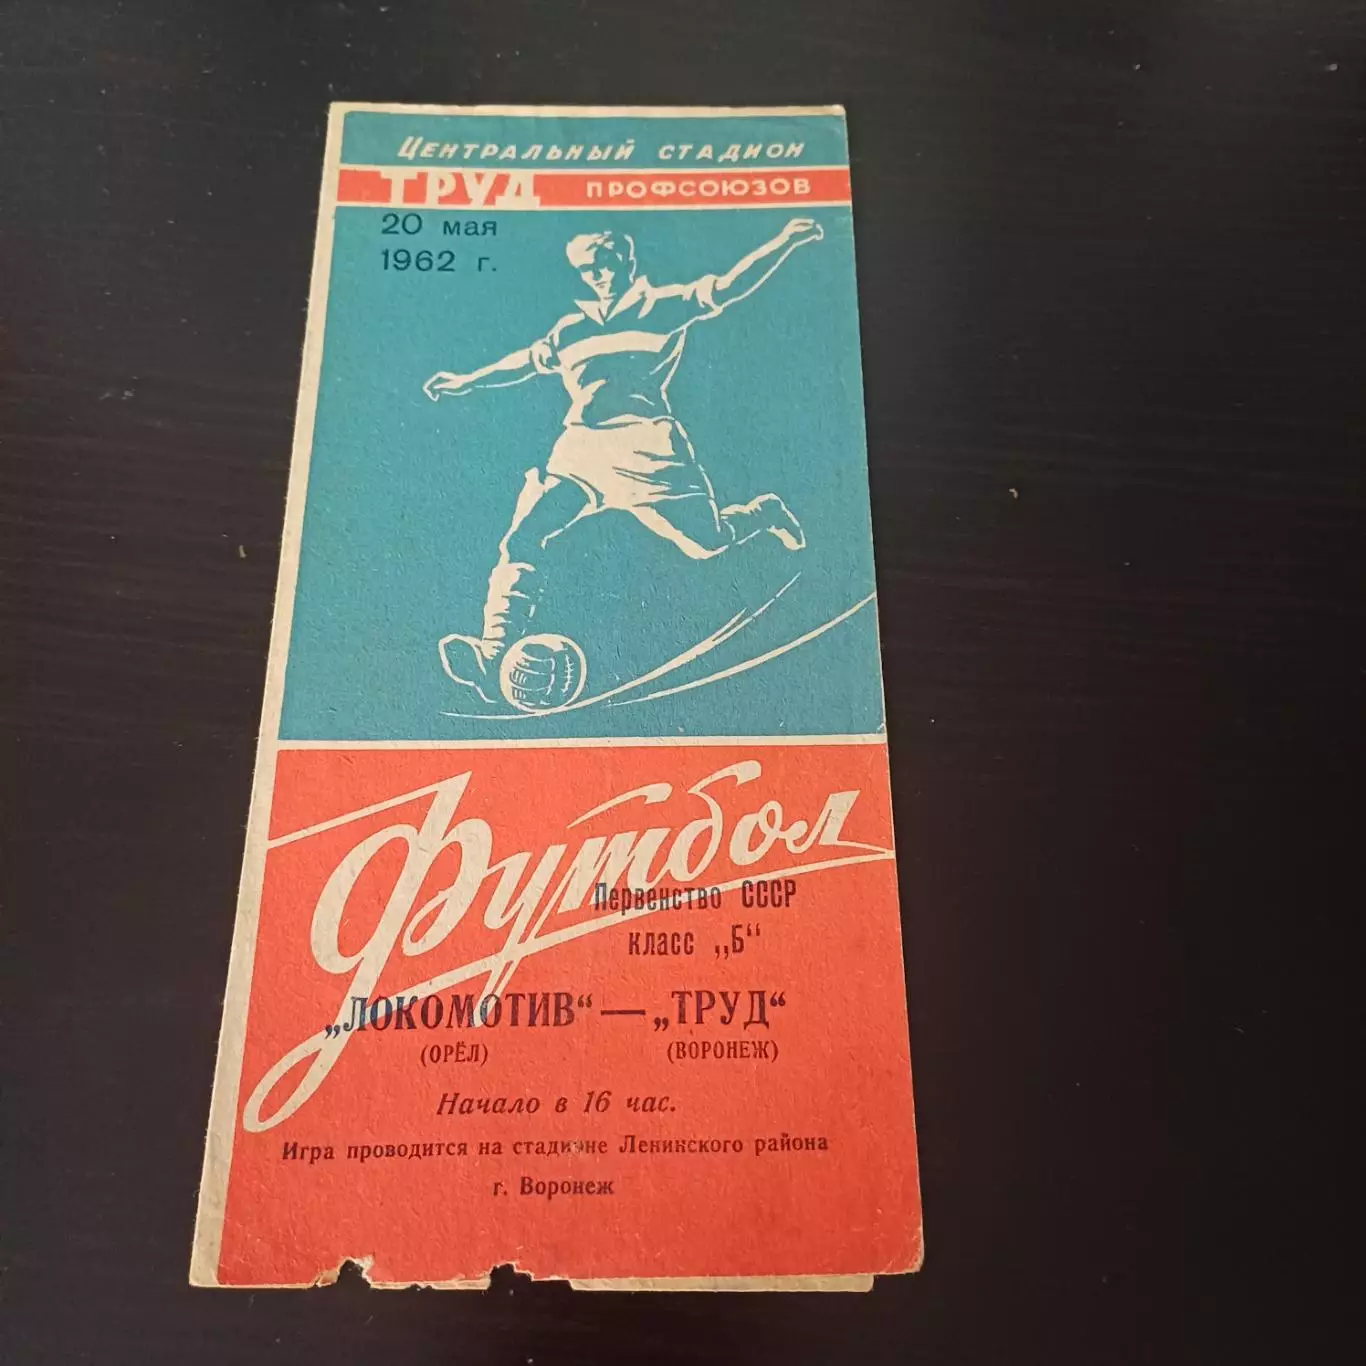 ЦЕНТРАЛЬНЫЙ СТАДИОН
ТРУД ПРОФСОЮЗОВ
20 мая
1962 г.
Футбол
Первенство СССР
класс „Б“
„ЛОКОМОТИВ“ — „ТРУД“
(ОРЁЛ) (ВОРОНЕЖ)
Начало в 16 час.
Игра проводится на стадионе Ленинского района
г. Воронеж